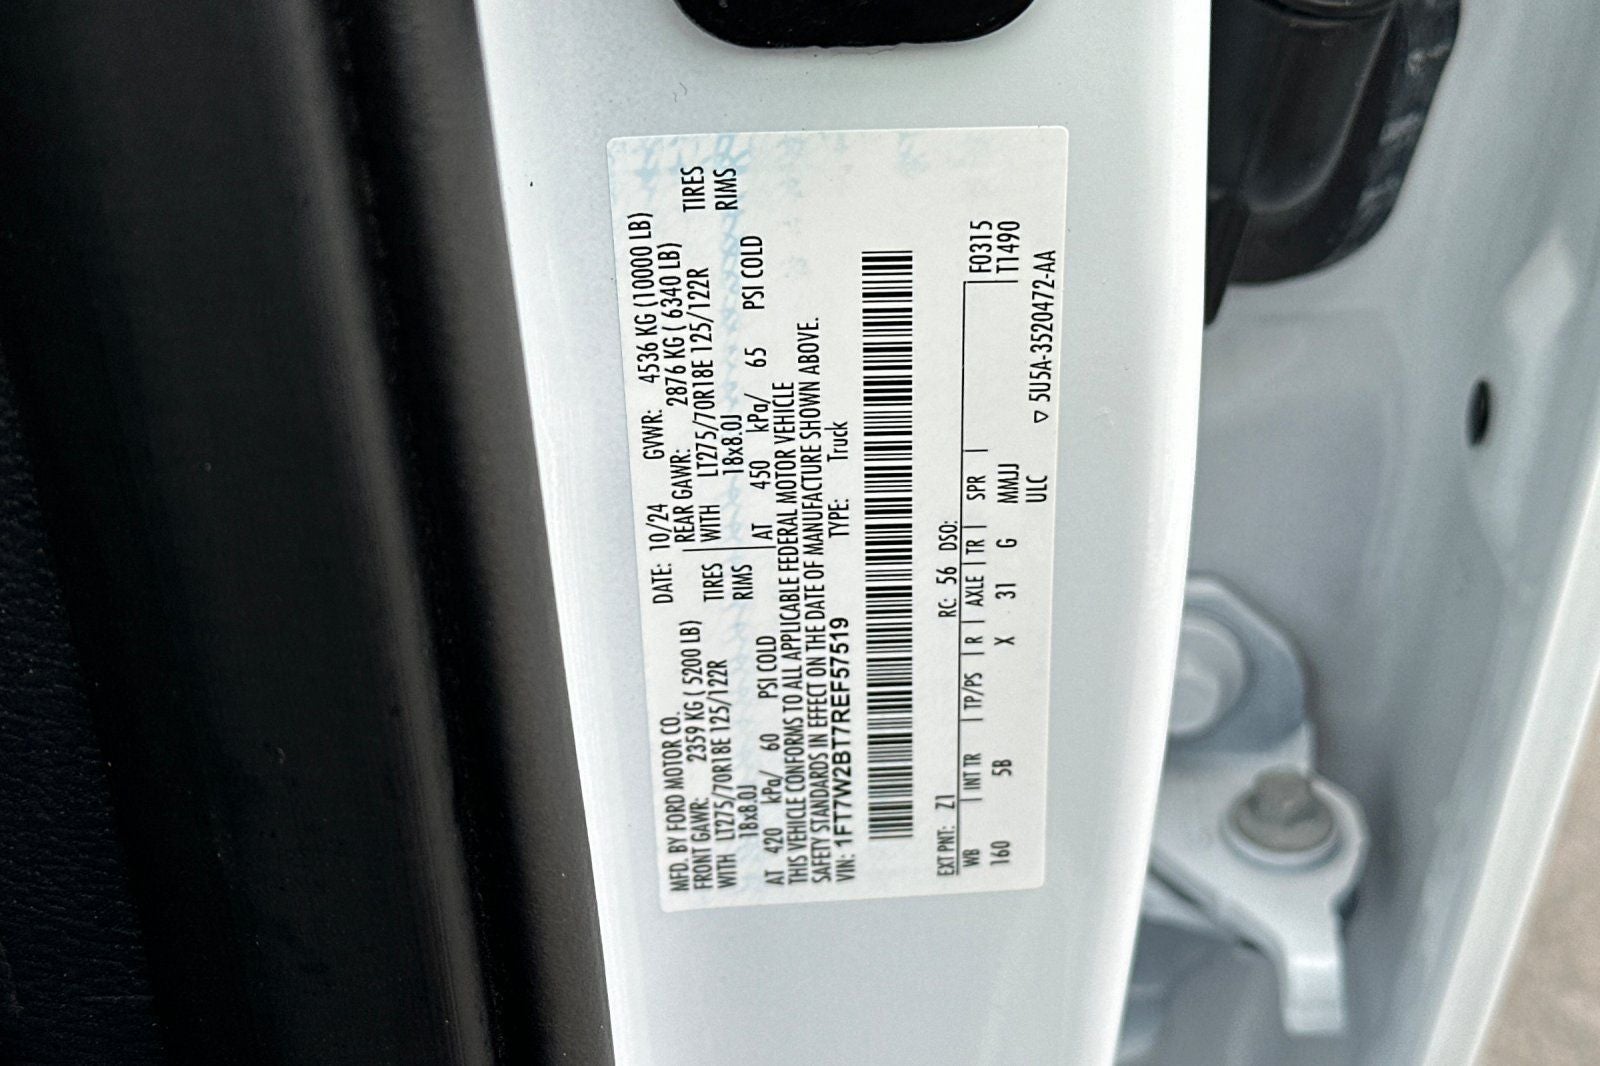 MFD. BY FORD MOTOR CO. DATE: 10/24 GVWR: 4536 KG (10000 LB)
FRONT GAWR: 2359 KG ( 5200 LB) REAR GAWR: 2876 KG ( 6340 LB)
WITH LT275/70R18E 125/122R TIRES WITH LT275/70R18E 125/122R TIRES
18x8.0J RIMS 18x8.0J RIMS
AT 420 kPa/ 60 PSI COLD AT 450 kPa/ 65 PSI COLD
THIS VEHICLE CONFORMS TO ALL APPLICABLE FEDERAL MOTOR VEHICLE
SAFETY STANDARDS IN EFFECT ON THE DATE OF MANUFACTURE SHOWN ABOVE.
VIN: 1FT7W2BT7REF57519 TYPE: Truck
EXT PNT: Z1 RC: 56 DSO:
WB INT TR TP/PS R AXLE TR SPR F0315
160 5B X 31 G MMJJ T1490
ULC ▽ 5U5A-3520472-AA